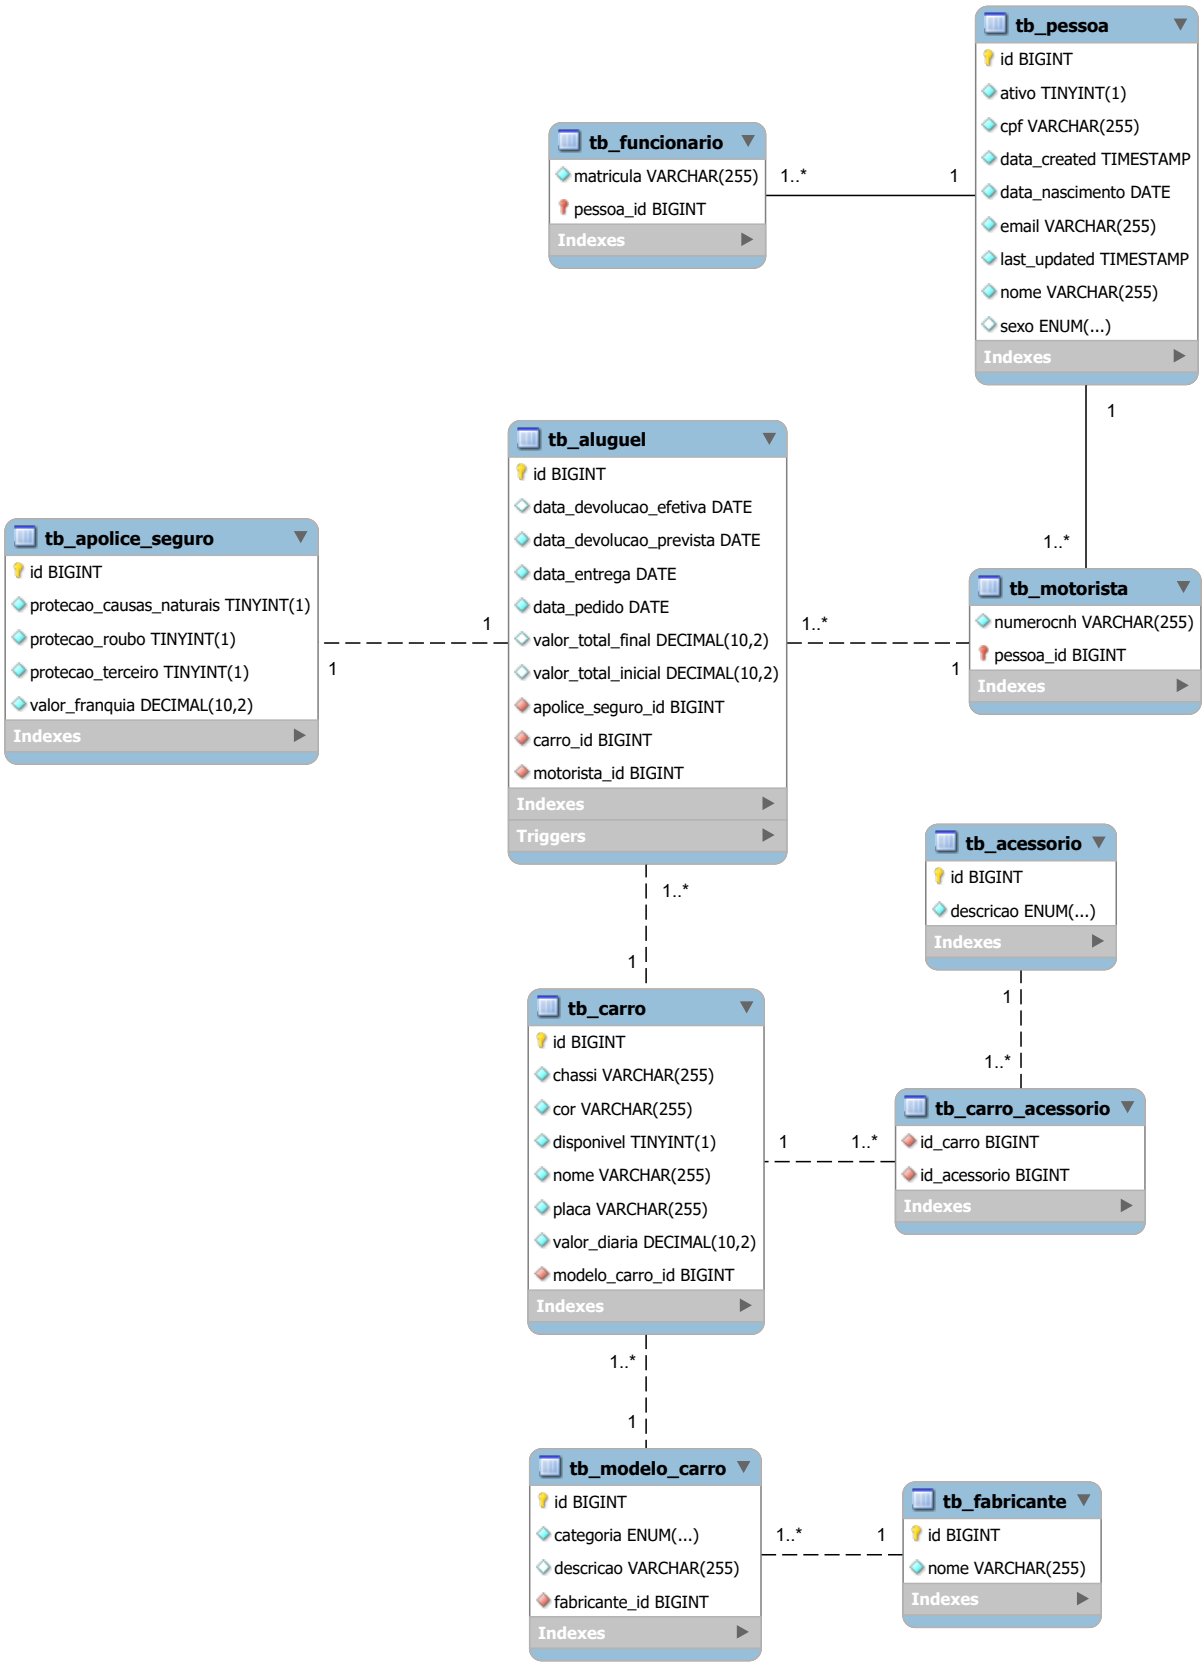 tb_pessoa
id BIGINT
ativo TINYINT(1)
cpf VARCHAR(255)
data_created TIMESTAMP
data_nascimento DATE
email VARCHAR(255)
last_updated TIMESTAMP
nome VARCHAR(255)
sexo ENUM(...)
Indexes
tb_funcionario
matricula VARCHAR(255)
pessoa_id BIGINT
Indexes
1..*
1
1
1..*
tb_aluguel
id BIGINT
data_devolucao_efetiva DATE
data_devolucao_prevista DATE
data_entrega DATE
data_pedido DATE
valor_total_final DECIMAL(10,2)
valor_total_inicial DECIMAL(10,2)
apolice_seguro_id BIGINT
carro_id BIGINT
motorista_id BIGINT
Indexes
Triggers
tb_apolice_seguro
id BIGINT
protecao_causas_naturais TINYINT(1)
protecao_roubo TINYINT(1)
protecao_terceiro TINYINT(1)
valor_franquia DECIMAL(10,2)
Indexes
1
1
1..*
1
tb_motorista
numerocnh VARCHAR(255)
pessoa_id BIGINT
Indexes
1..*
1
tb_acessorio
id BIGINT
descricao ENUM(...)
Indexes
1
1..*
tb_carro
id BIGINT
chassi VARCHAR(255)
cor VARCHAR(255)
disponivel TINYINT(1)
nome VARCHAR(255)
placa VARCHAR(255)
valor_diaria DECIMAL(10,2)
modelo_carro_id BIGINT
Indexes
1
1..*
tb_carro_acessorio
id_carro BIGINT
id_acessorio BIGINT
Indexes
1..*
1
tb_modelo_carro
id BIGINT
categoria ENUM(...)
descricao VARCHAR(255)
fabricante_id BIGINT
Indexes
1..*
1
tb_fabricante
id BIGINT
nome VARCHAR(255)
Indexes